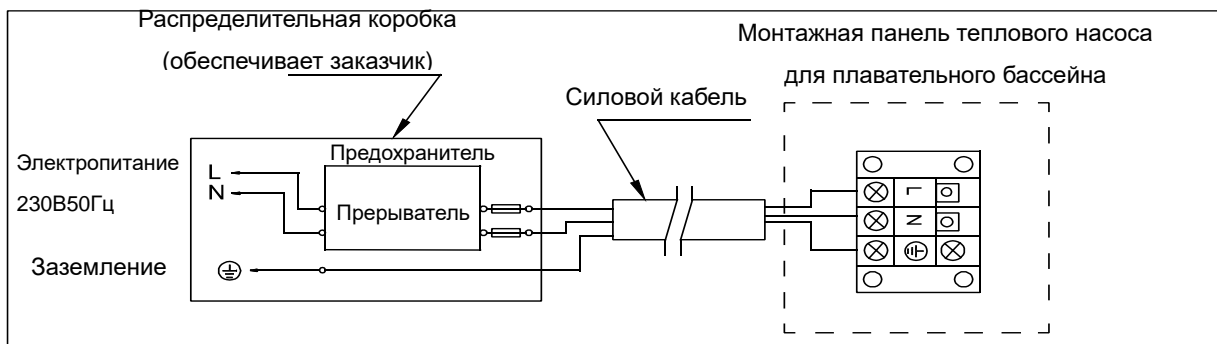 Распределительная коробка
(обеспечивает заказчик)
Монтажная панель теплового насоса
для плавательного бассейна
Силовой кабель
Электропитание
230В50Гц
L
N
Предохранитель
Прерыватель
Заземление
L
N